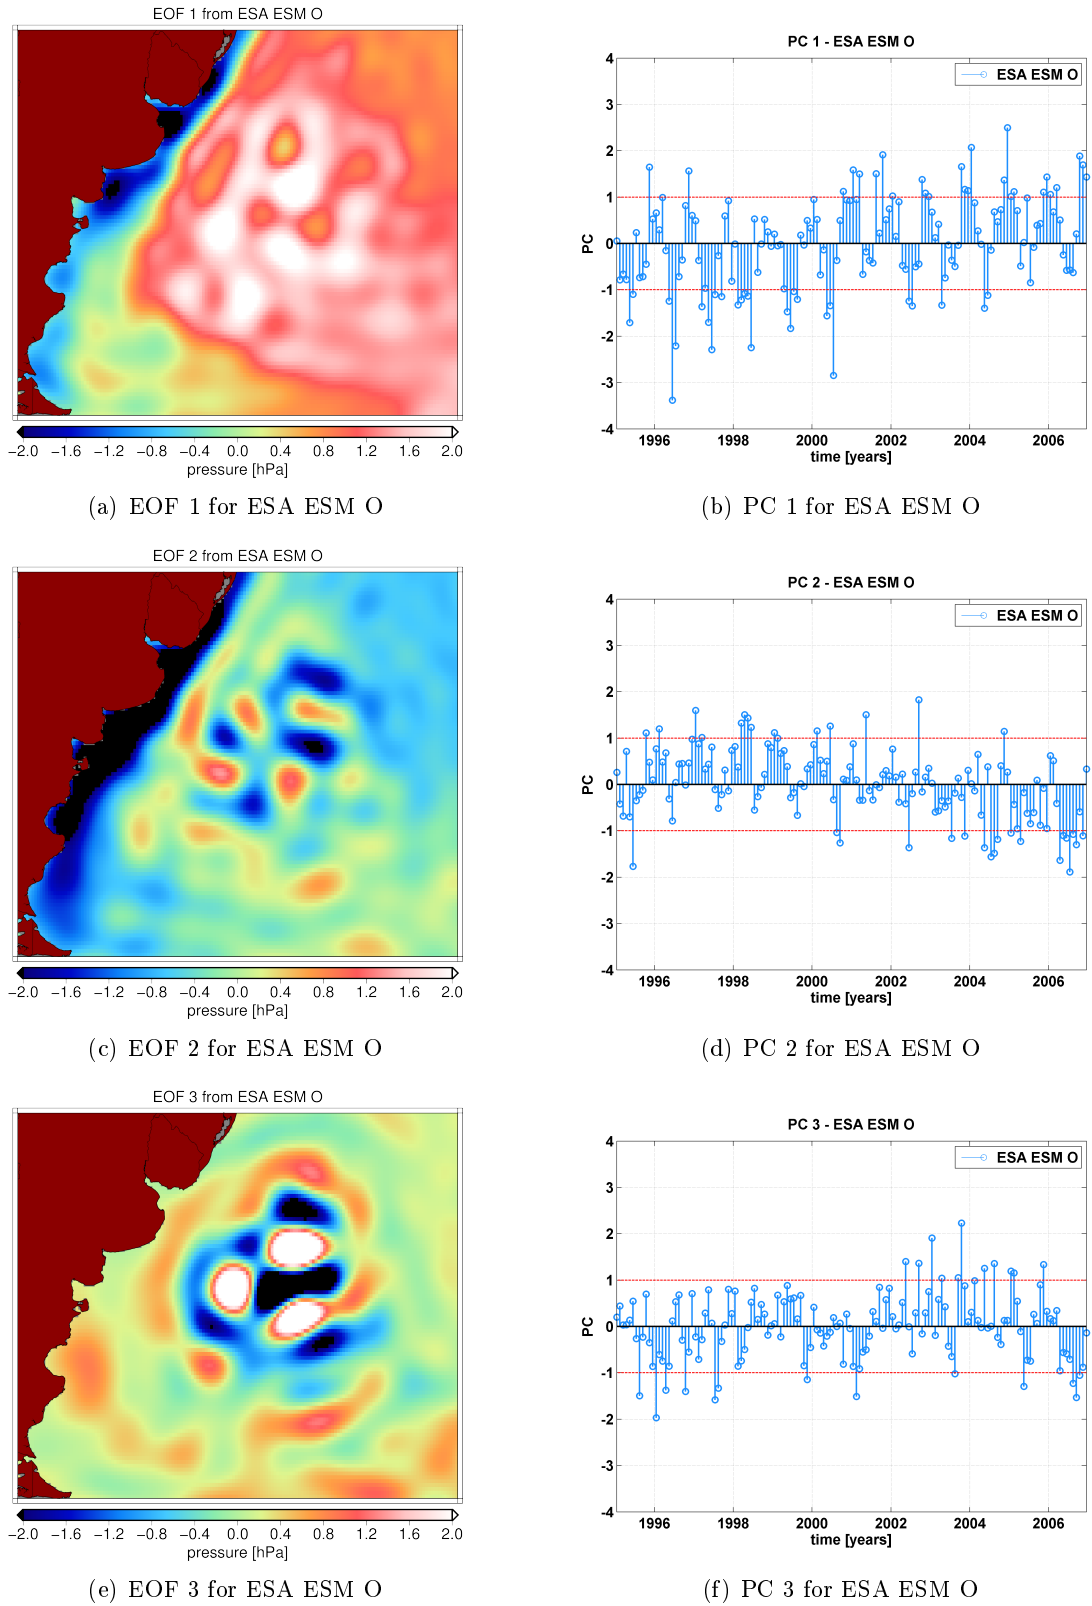 EOF 1 from ESA ESM O
−2.0 −1.6 −1.2 −0.8 −0.4 0.0 0.4 0.8 1.2 1.6 2.0
pressure [hPa]
(a) EOF 1 for ESA ESM O
PC 1 - ESA ESM O
ESA ESM O
4
3
2
1
0
-1
-2
-3
-4
PC
1996 1998 2000 2002 2004 2006
time [years]
(b) PC 1 for ESA ESM O
EOF 2 from ESA ESM O
−2.0 −1.6 −1.2 −0.8 −0.4 0.0 0.4 0.8 1.2 1.6 2.0
pressure [hPa]
(c) EOF 2 for ESA ESM O
PC 2 - ESA ESM O
ESA ESM O
4
3
2
1
0
-1
-2
-3
-4
PC
1996 1998 2000 2002 2004 2006
time [years]
(d) PC 2 for ESA ESM O
EOF 3 from ESA ESM O
−2.0 −1.6 −1.2 −0.8 −0.4 0.0 0.4 0.8 1.2 1.6 2.0
pressure [hPa]
(e) EOF 3 for ESA ESM O
PC 3 - ESA ESM O
ESA ESM O
4
3
2
1
0
-1
-2
-3
-4
PC
1996 1998 2000 2002 2004 2006
time [years]
(f) PC 3 for ESA ESM O